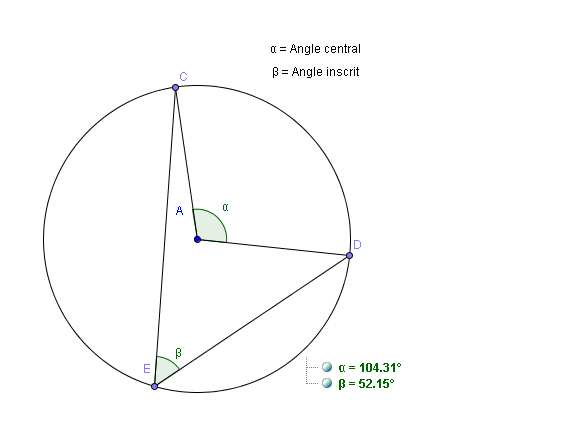 α = Angle central
β = Angle inscrit
C
A
α
D
E
β
α = 104.31°
β = 52.15°